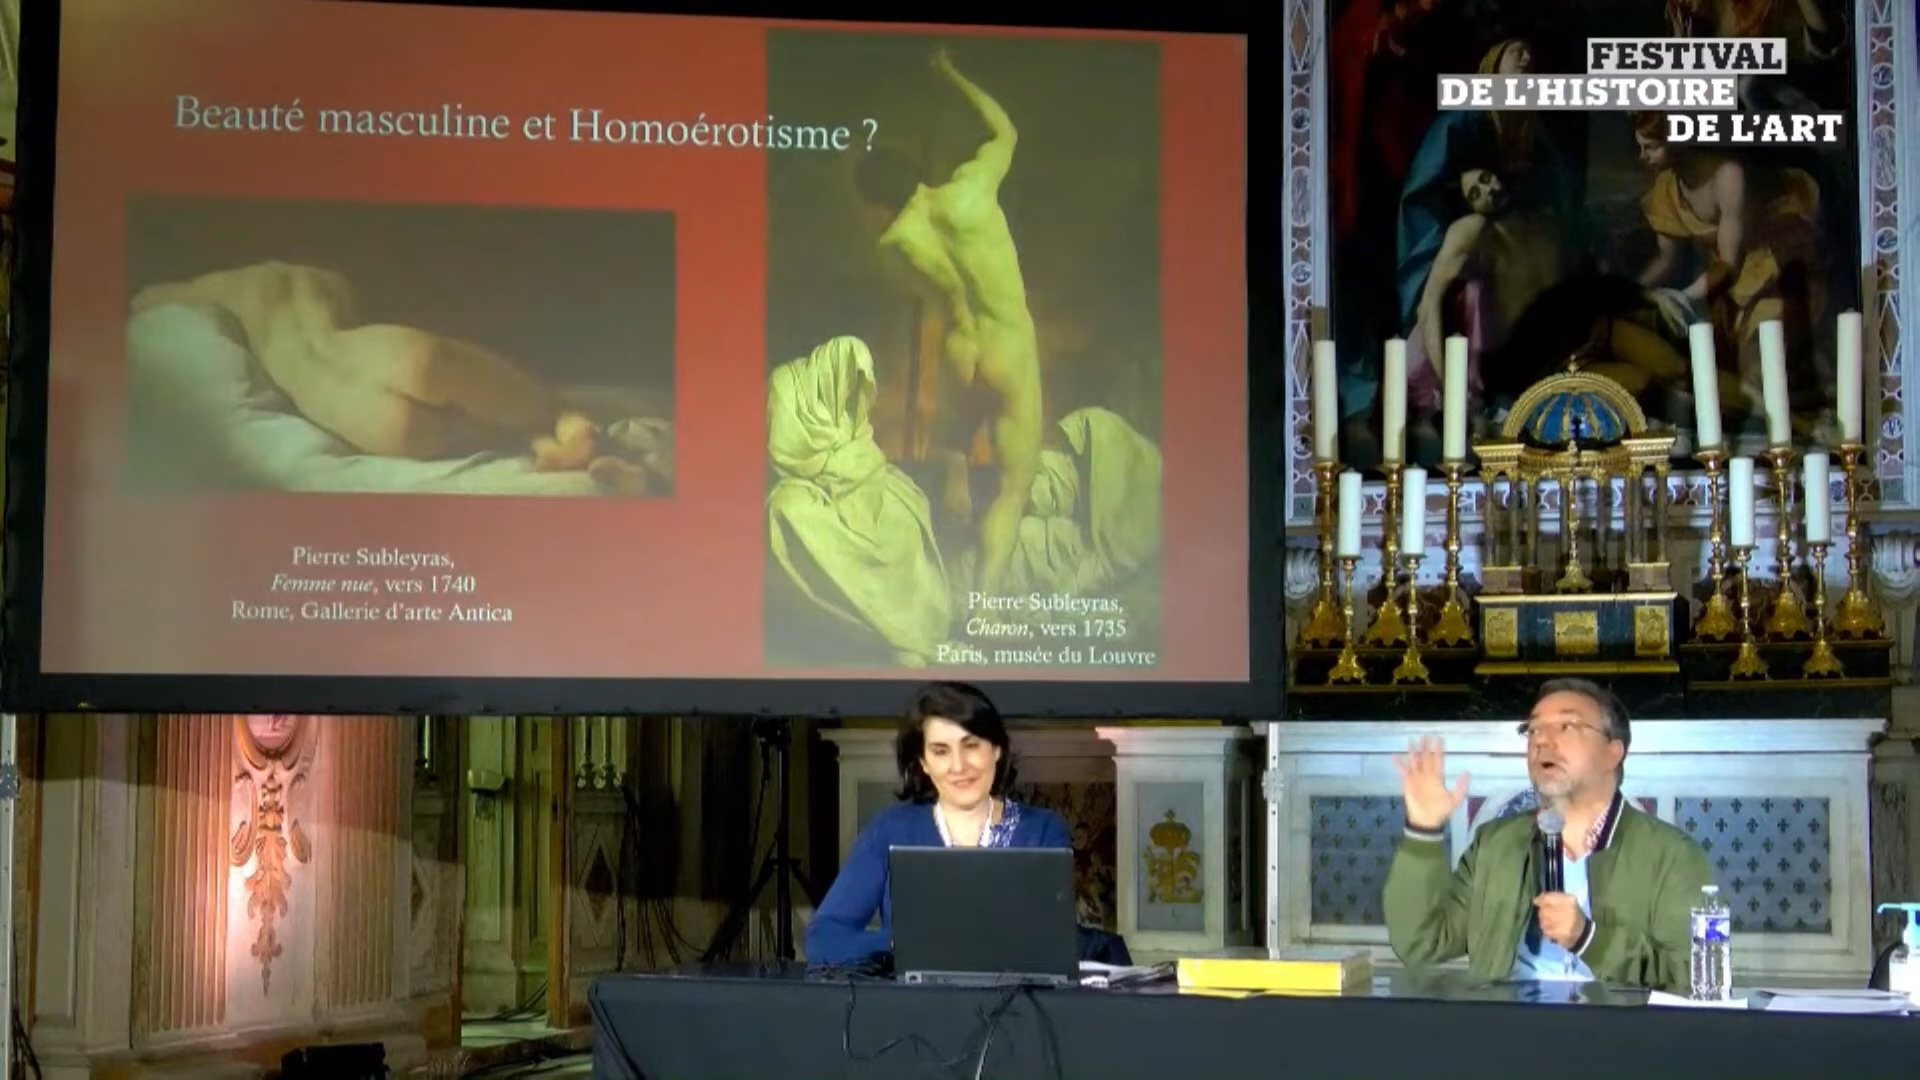 FESTIVAL
DE L'HISTOIRE
DE L'ART
Beauté masculine et Homoérotisme ?
Pierre Subleyras,
Femme nue, vers 1740
Rome, Gallerie d'arte Antica
Pierre Subleyras,
Charon, vers 1735
Paris, musée du Louvre